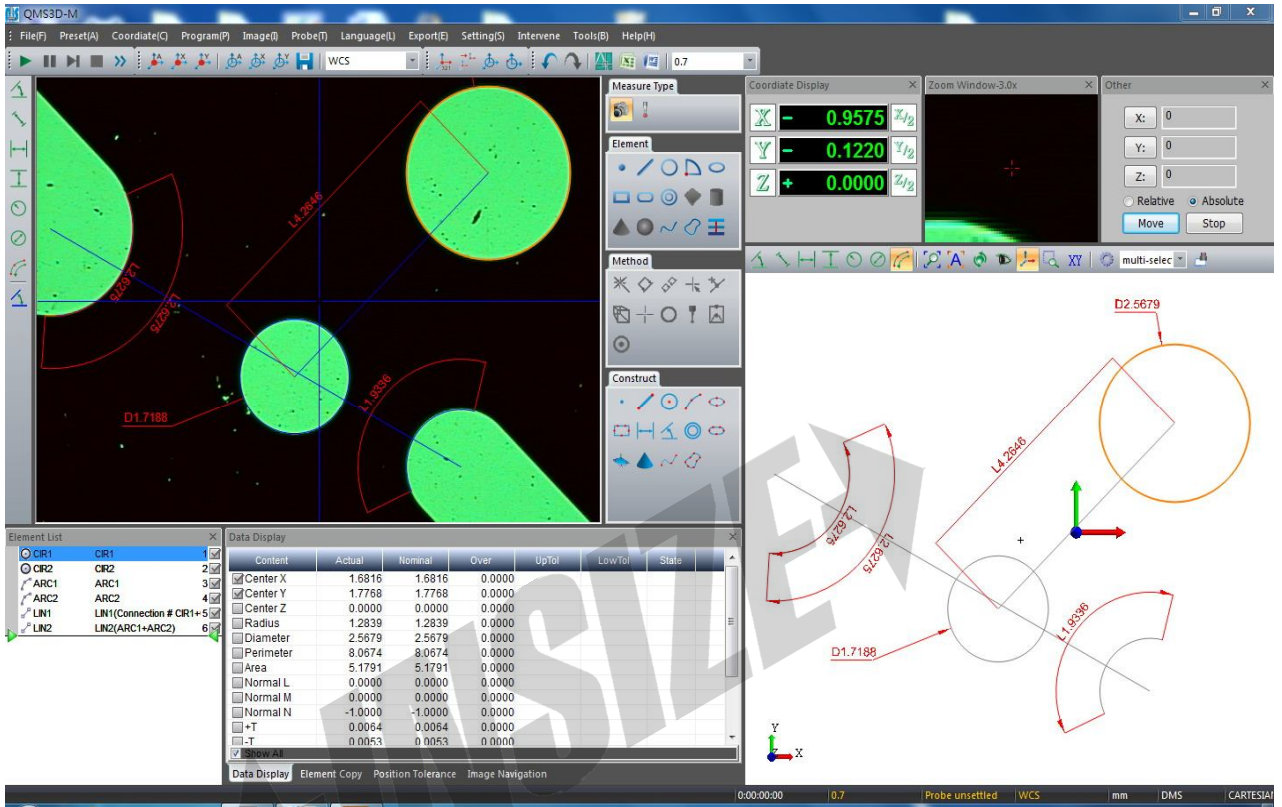 QMS3D-M
File(F) Preset(A) Coordiate(C) Program(P) Image(I) Probe(T) Language(L) Export(E) Setting(S) Intervene Tools(B) Help(H)
WCS 0.7
L4.2646
L2.6275
L2.6275
L1.9336
D1.7188
Measure Type
Element
Method
Construct
Coordiate Display
X - 0.9575 X/2
Y - 0.1220 Y/2
Z + 0.0000 Z/2
Zoom Window-3.0x
Other
X: 0
Y: 0
Z: 0
Relative Absolute
Move Stop
XY multi-selec
D2.5679
L4.2646
L2.6275
L2.6275
L1.9336
D1.7188
Y
Z X
Element List
CIR1 CIR1 1
CIR2 CIR2 2
ARC1 ARC1 3
ARC2 ARC2 4
LIN1 LIN1(Connection # CIR1+ 5
LIN2 LIN2(ARC1+ARC2) 6
Data Display
Content Actual Nominal Over UpTol LowTol State
Center X 1.6816 1.6816 0.0000
Center Y 1.7768 1.7768 0.0000
Center Z 0.0000 0.0000 0.0000
Radius 1.2839 1.2839 0.0000
Diameter 2.5679 2.5679 0.0000
Perimeter 8.0674 8.0674 0.0000
Area 5.1791 5.1791 0.0000
Normal L 0.0000 0.0000 0.0000
Normal M 0.0000 0.0000 0.0000
Normal N -1.0000 -1.0000 0.0000
+T 0.0064 0.0064 0.0000
-T 0.0053 0.0053 0.0000
Show All
Data Display Element Copy Position Tolerance Image Navigation
0:00:00:00 0.7 Probe unsettled WCS mm DMS CARTESIAN
INSIZE